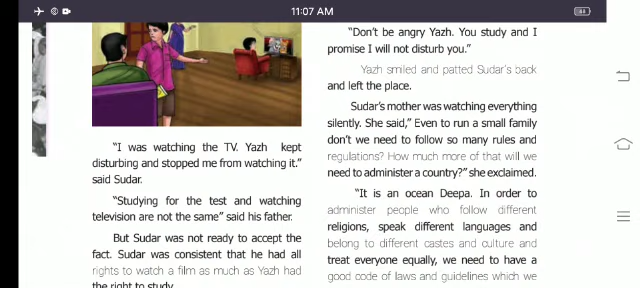 11:07 AM
"I was watching the TV. Yazh kept
disturbing and stopped me from watching it."
said Sudar.
"Studying for the test and watching
television are not the same" said his father.
But Sudar was not ready to accept the
fact. Sudar was consistent that he had all
rights to watch a film as much as Yazh had
the right to study.
"Don't be angry Yazh. You study and I
promise I will not disturb you."
Yazh smiled and patted Sudar's back
and left the place.
Sudar's mother was watching everything
silently. She said," Even to run a small family
don't we need to follow so many rules and
regulations? How much more of that will we
need to administer a country?" she exclaimed.
"It is an ocean Deepa. In order to
administer people who follow different
religions, speak different languages and
belong to different castes and culture and
treat everyone equally, we need to have a
good code of laws and guidelines which we